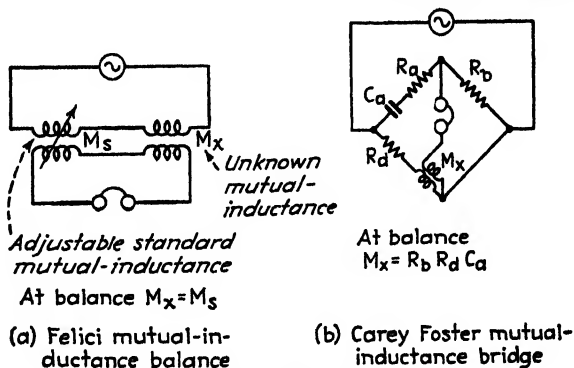 Ms
Mx
Unknown
mutual-
inductance
Adjustable standard
mutual-inductance
At balance Mx=Ms
(a) Felici mutual-in-
ductance balance
Ra
Rb
Ca
Rd
Mx
At balance
Mx= Rb Rd Ca
(b) Carey Foster mutual-
inductance bridge